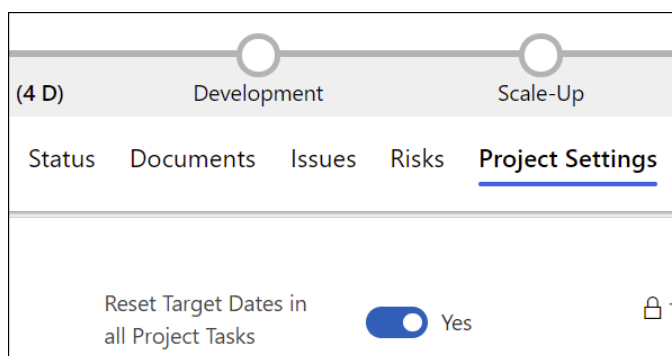 (4 D) Development Scale-Up
Status Documents Issues Risks Project Settings
Reset Target Dates in
all Project Tasks
Yes